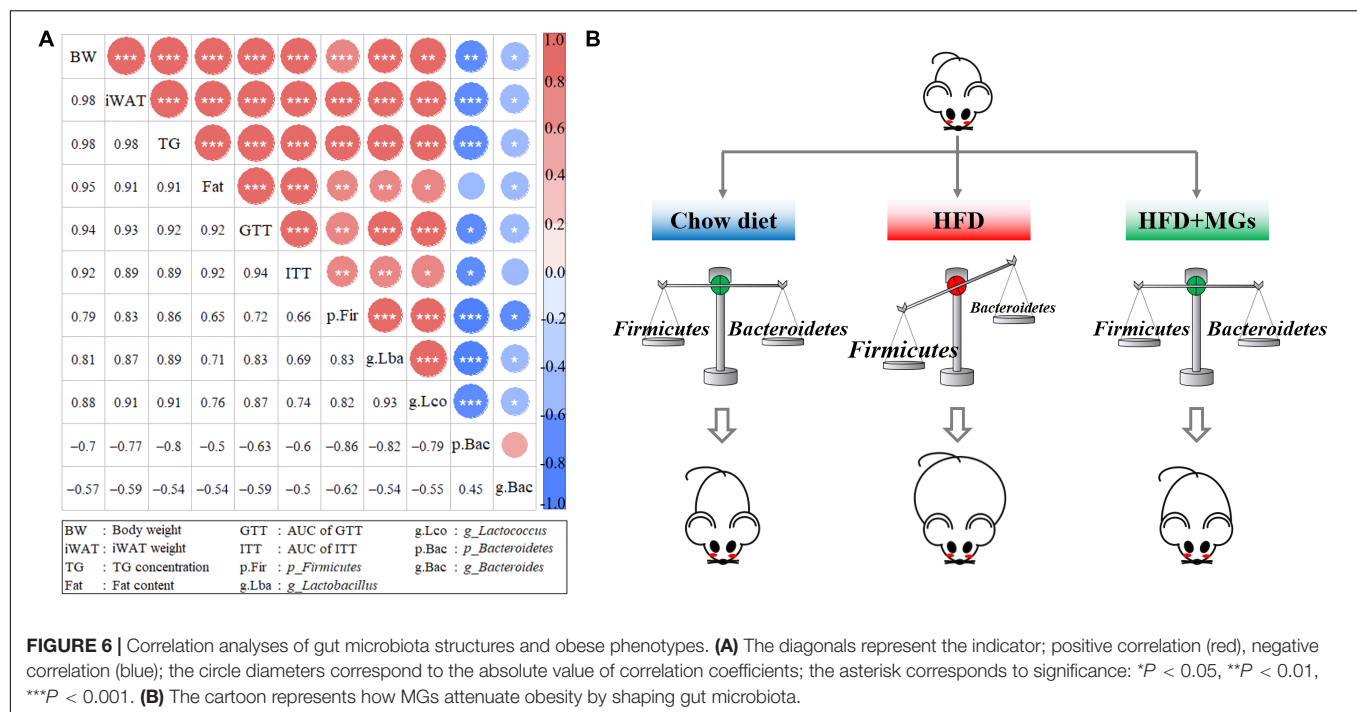 A
BW *** *** *** *** *** *** *** ** ** *
0.98 iWAT *** *** *** *** *** *** *** *** *
0.98 0.98 TG *** *** *** *** *** *** *** *
0.95 0.91 0.91 Fat *** *** ** ** * *
0.94 0.93 0.92 0.92 GTT *** ** *** *** * *
0.92 0.89 0.89 0.92 0.94 ITT ** ** * *
0.79 0.83 0.86 0.65 0.72 0.66 p.Fir *** *** *** *
0.81 0.87 0.89 0.71 0.83 0.69 0.83 g.Lba *** *** *
0.88 0.91 0.91 0.76 0.87 0.74 0.82 0.93 g.Lco *** *
−0.7 −0.77 −0.8 −0.5 −0.63 −0.6 −0.86 −0.82 −0.79 p.Bac
−0.57 −0.59 −0.54 −0.54 −0.59 −0.5 −0.62 −0.54 −0.55 0.45 g.Bac
1.0
0.8
0.6
0.4
0.2
0.0
-0.2
-0.4
-0.6
-0.8
-1.0
BW : Body weight GTT : AUC of GTT g.Lco : g_Lactococcus
iWAT : iWAT weight ITT : AUC of ITT p.Bac : p_Bacteroidetes
TG : TG concentration p.Fir : p_Firmicutes g.Bac : g_Bacteroides
Fat : Fat content g.Lba : g_Lactobacillus
B
Chow diet HFD HFD+MGs
Firmicutes Bacteroidetes
Firmicutes Bacteroidetes
Firmicutes Bacteroidetes
FIGURE 6 | Correlation analyses of gut microbiota structures and obese phenotypes. (A) The diagonals represent the indicator; positive correlation (red), negative
correlation (blue); the circle diameters correspond to the absolute value of correlation coefficients; the asterisk corresponds to significance: *P < 0.05, **P < 0.01,
***P < 0.001. (B) The cartoon represents how MGs attenuate obesity by shaping gut microbiota.